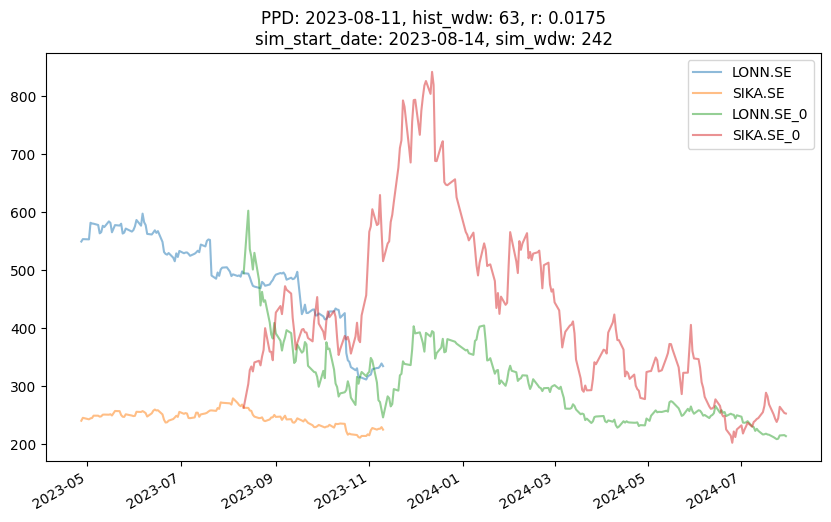 PPD: 2023-08-11, hist_wdw: 63, r: 0.0175
sim_start_date: 2023-08-14, sim_wdw: 242
LONN.SE
SIKA.SE
LONN.SE_0
SIKA.SE_0
800
700
600
500
400
300
200
2023-05
2023-07
2023-09
2023-11
2024-01
2024-03
2024-05
2024-07